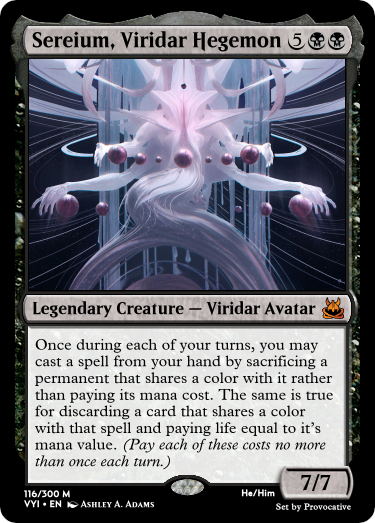 Sereium, Viridar Hegemon 5
Legendary Creature — Viridar Avatar
Once during each of your turns, you may
cast a spell from your hand by sacrificing a
permanent that shares a color with it rather
than paying its mana cost. The same is true
for discarding a card that shares a color
with that spell and paying life equal to it's
mana value. (Pay each of these costs no more
than once each turn.)
7/7
116/300 M
VYI • EN Ashley A. Adams
He/Him
Set by Provocative